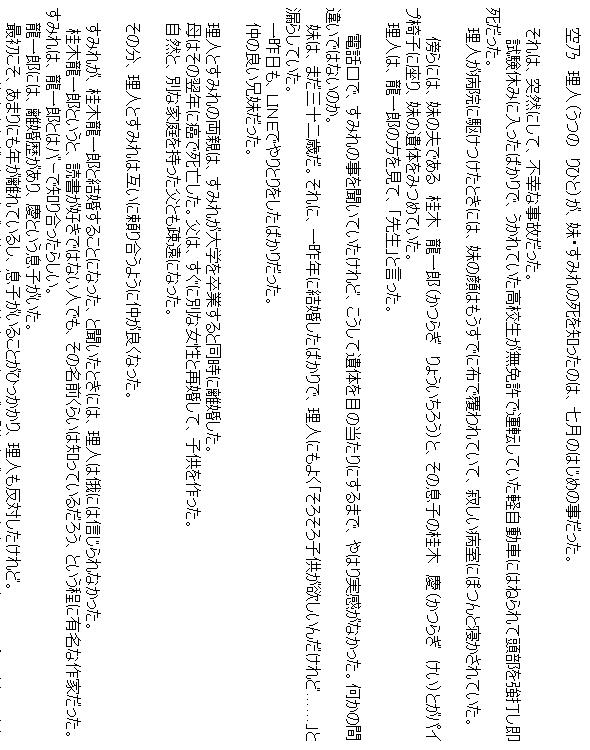 空乃　理人（うつの　りひと）が、妹・すみれの死を知ったのは、七月のはじめの事だった。
それは、突然にして、不幸な事故だった。
試験休みに入ったばかりで、うかれていた高校生が無免許で運転していた軽自動車にはねられて頭部を強打し即
死だった。
理人が病院に駆けつけたときには、妹の顔はもうすでに布で覆われていて、寂しい病室にぽつんと寝かされていた。
傍らには、妹の夫である　桂木　龍一郎（かつらぎ　りょういちろう）と、その息子の桂木　慶（かつらぎ　けい）とがパイ
プ椅子に座り、妹の遺体をみつめていた。
理人は、龍一郎の方を見て、「先生」と言った。
電話口で、すみれの事を聞いていたけれど、こうして遺体を目の当たりにするまで、やはり実感がなかった。何かの間
違いではないのか。
妹は、まだ三十二歳だ。それに、一昨年に結婚したばかりで、理人にもよく「そろそろ子供が欲しいんだけれど……」と
漏らしていた。
一昨日も、LINEでやりとりをしたばかりだった。
仲の良い兄妹だった。
理人とすみれの両親は、すみれが大学を卒業すると同時に離婚した。
母はその翌年に癌で死亡した。父は、すぐに別な女性と再婚して、子供を作った。
自然と、別な家庭を持った父とも疎遠になった。
その分、理人とすみれは互いに頼り合うように仲が良くなった。
すみれが、桂木龍一郎と結婚することになった、と聞いたときには、理人は俄には信じられなかった。
桂木龍一郎というと、読書が好きではない人でも、その名前くらいは知っているだろう、という程に有名な作家だった。
すみれは、龍一郎とはバーで知り合ったらしい。
龍一郎には、離婚歴があり、慶という息子がいた。
最初こそ、あまりにも年が離れているし、息子がいることがひっかかり、理人も反対したけれど。